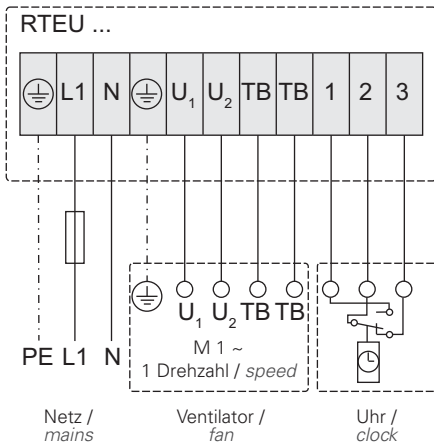 RTEU ...
L1 N U₁ U₂ TB TB 1 2 3
U₁ U₂ TB TB
M 1 ~
PE L1 N
1 Drehzahl / speed
Netz / Ventilator / Uhr /
mains fan clock